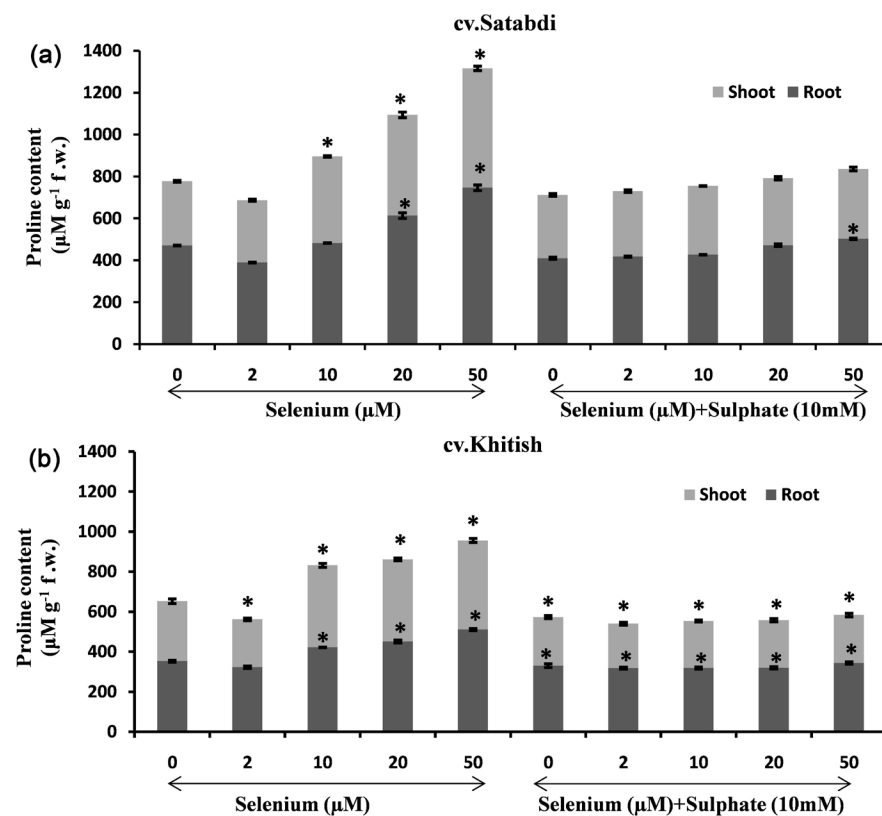 cv.Satabdi
(a)
1400
1200
1000
800
600
400
200
0
Proline content
(µM g⁻¹ f .w.)
Shoot Root
* * * * * *
0 2 10 20 50 0 2 10 20 50
Selenium (µM) Selenium (µM)+Sulphate (10mM)
cv.Khitish
(b)
1400
1200
1000
800
600
400
200
0
Proline content
(µM g⁻¹ f.w.)
Shoot Root
* * * * * * * * *
* * * * * * * *
0 2 10 20 50 0 2 10 20 50
Selenium (µM) Selenium (µM)+Sulphate (10mM)